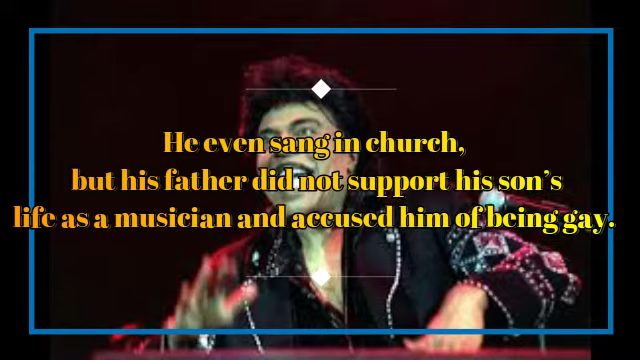 He even sang in church,
but his father did not support his son’s
life as a musician and accused him of being gay.